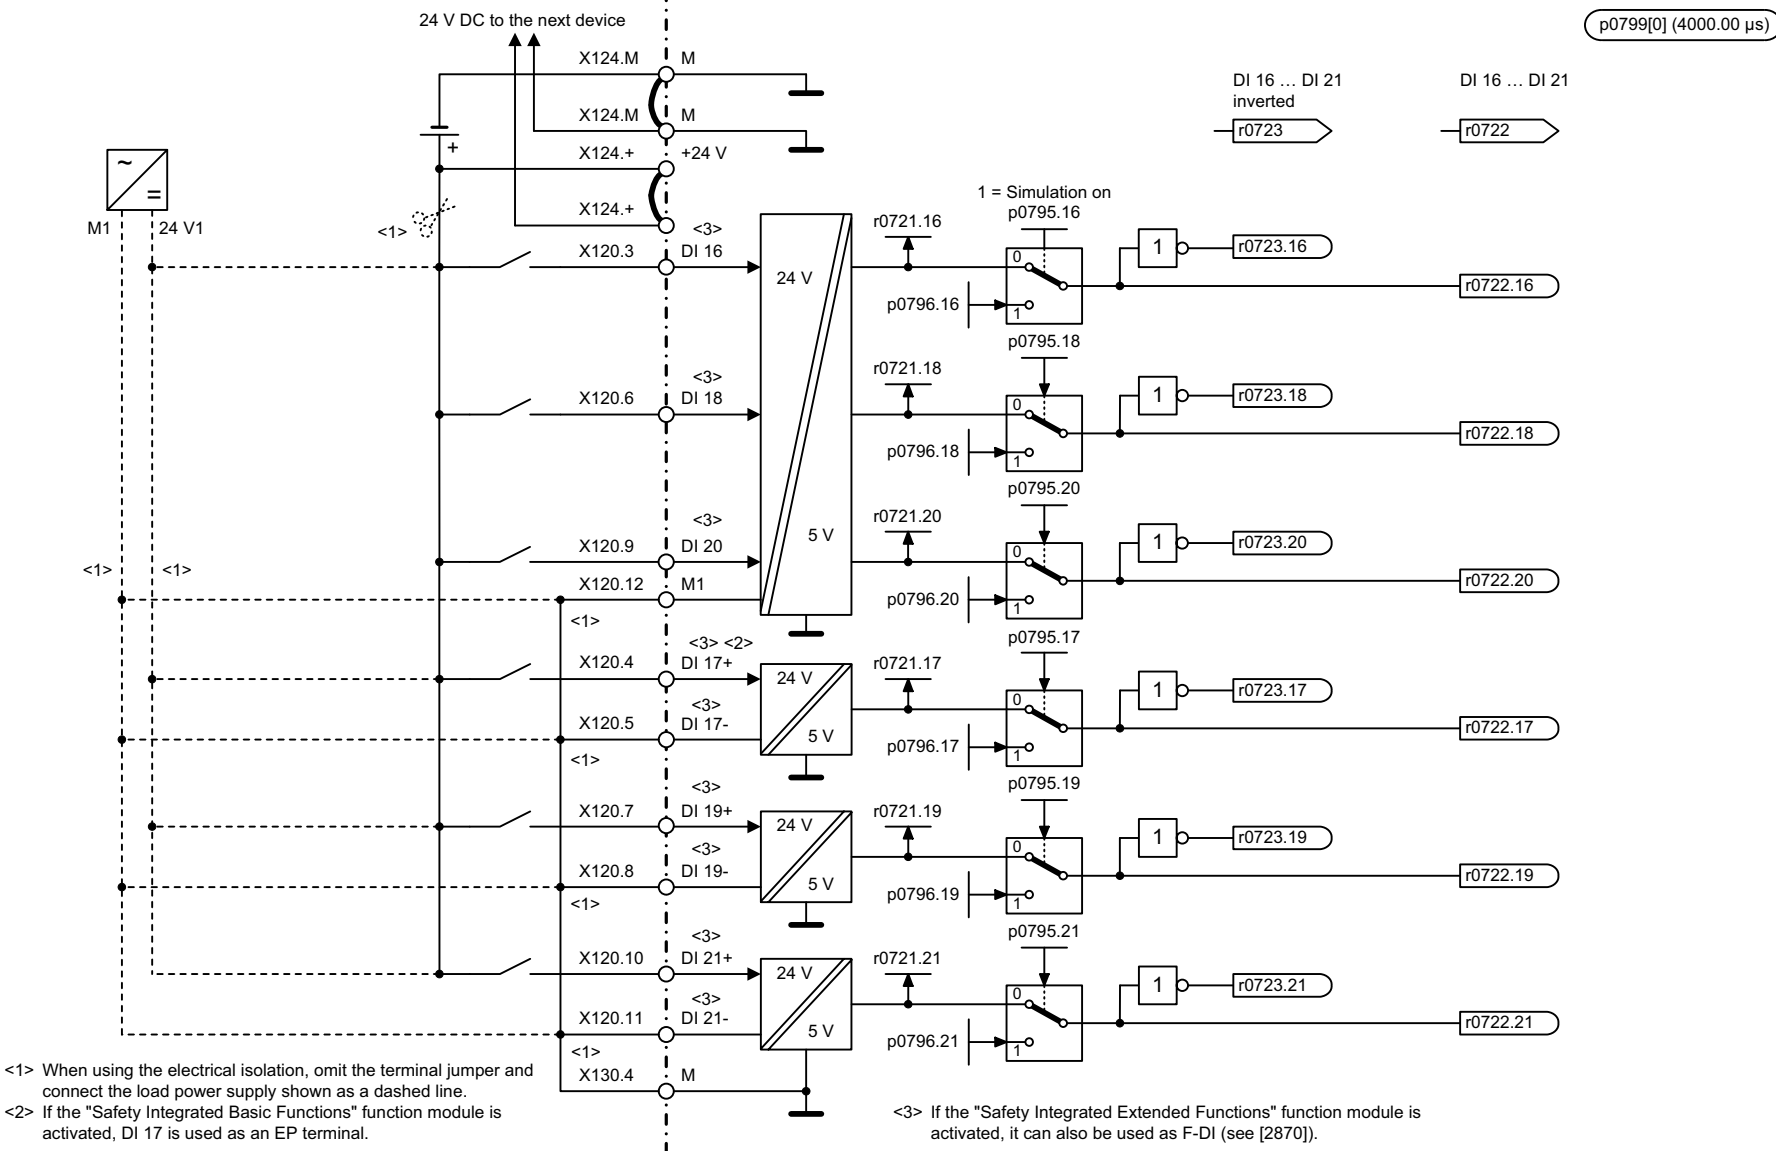 24 V DC to the next device
p0799[0] (4000.00 µs)
X124.M M
DI 16 … DI 21
inverted
DI 16 … DI 21
X124.M M
r0723
r0722
+
X124.+ +24 V
~
=
1 = Simulation on
X124.+
p0795.16
M1 24 V1
<1>
<3>
r0721.16
X120.3 DI 16
0
1
r0723.16
24 V
r0722.16
p0796.16
1
p0795.18
<3>
r0721.18
X120.6 DI 18
0
1
r0723.18
r0722.18
p0796.18
1
p0795.20
<3>
r0721.20
5 V
X120.9 DI 20
0
1
r0723.20
<1> <1>
X120.12 M1
r0722.20
p0796.20
1
<1>
<3> <2>
p0795.17
X120.4 DI 17+
r0721.17
24 V
<3>
0
1
r0723.17
X120.5 DI 17-
5 V
r0722.17
p0796.17
1
<1>
<3>
p0795.19
X120.7 DI 19+
r0721.19
24 V
<3>
0
1
r0723.19
X120.8 DI 19-
5 V
r0722.19
p0796.19
1
<1>
<3>
p0795.21
X120.10 DI 21+
r0721.21
24 V
<3>
0
1
r0723.21
X120.11 DI 21-
5 V
r0722.21
p0796.21
1
<1>
X130.4 M
<1> When using the electrical isolation, omit the terminal jumper and
connect the load power supply shown as a dashed line.
<2> If the "Safety Integrated Basic Functions" function module is
activated, DI 17 is used as an EP terminal.
<3> If the "Safety Integrated Extended Functions" function module is
activated, it can also be used as F-DI (see [2870]).